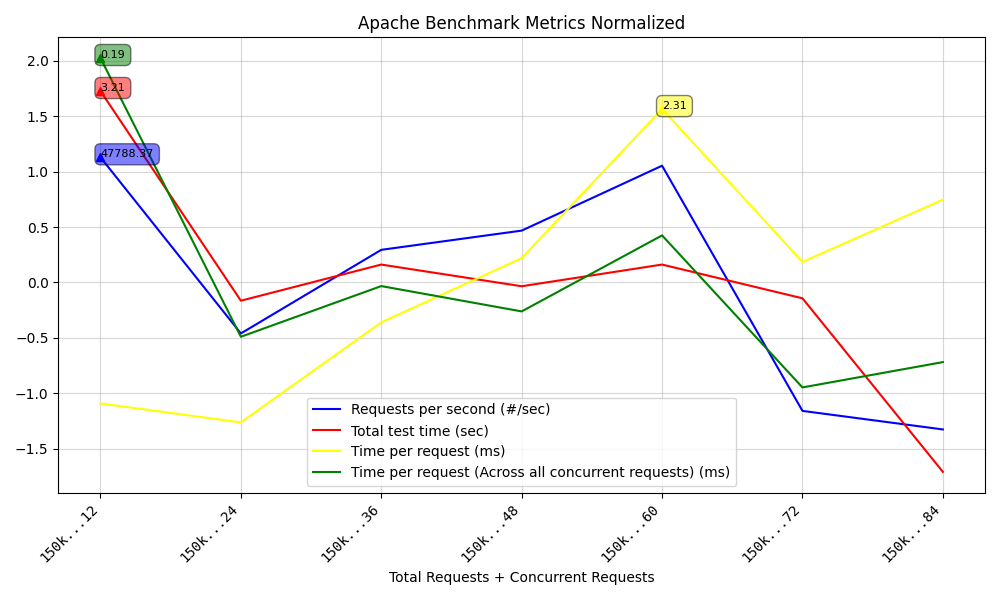 Apache Benchmark Metrics Normalized
2.0
1.5
1.0
0.5
0.0
−0.5
−1.0
−1.5
0.19
3.21
47788.37
2.31
Requests per second (#/sec)
Total test time (sec)
Time per request (ms)
Time per request (Across all concurrent requests) (ms)
150k...12
150k...24
150k...36
150k...48
150k...60
150k...72
150k...84
Total Requests + Concurrent Requests